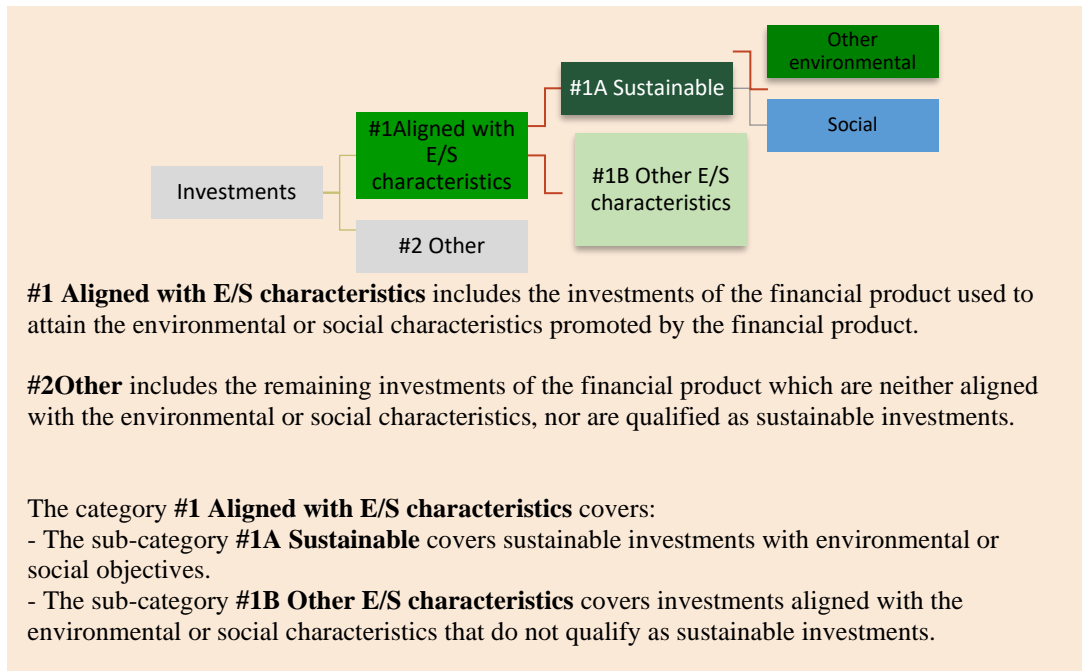 Other
environmental
#1A Sustainable
Social
#1Aligned with
E/S
characteristics
#1B Other E/S
characteristics
Investments
#2 Other
#1 Aligned with E/S characteristics includes the investments of the financial product used to
attain the environmental or social characteristics promoted by the financial product.
#2Other includes the remaining investments of the financial product which are neither aligned
with the environmental or social characteristics, nor are qualified as sustainable investments.
The category #1 Aligned with E/S characteristics covers:
- The sub-category #1A Sustainable covers sustainable investments with environmental or
social objectives.
- The sub-category #1B Other E/S characteristics covers investments aligned with the
environmental or social characteristics that do not qualify as sustainable investments.